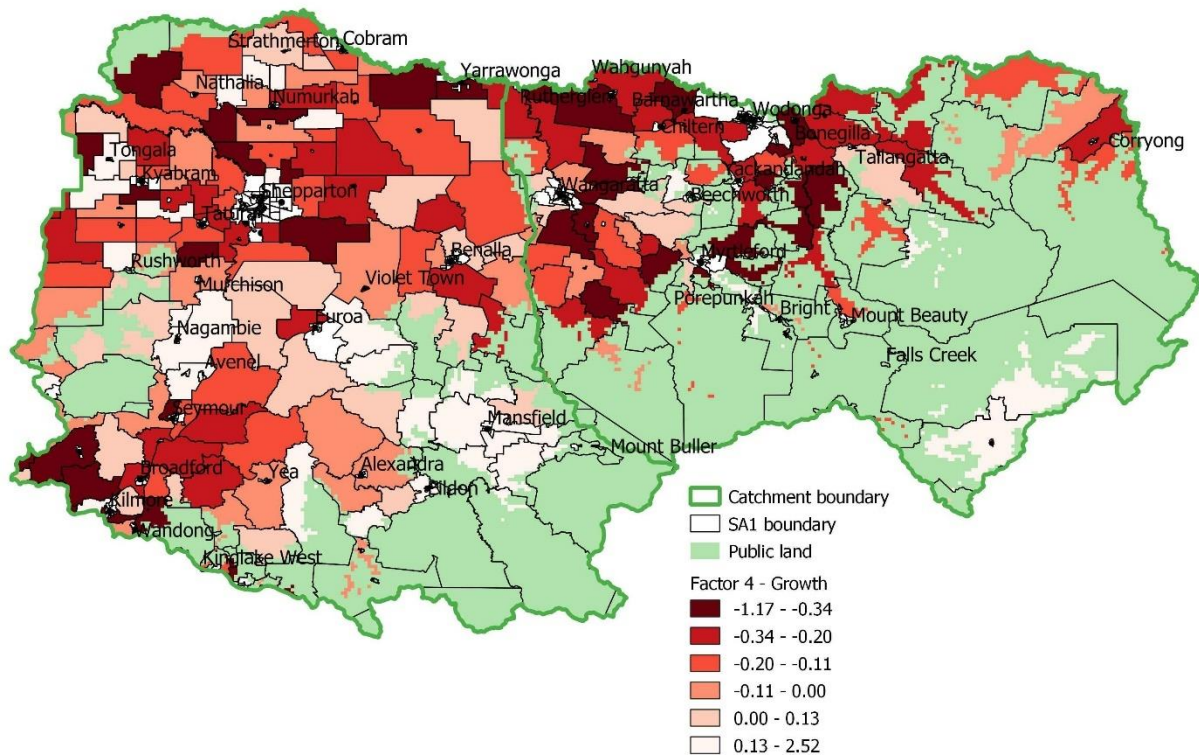 Strathmerton
Cobram
Yarrawonga
Wahgunyah
Nathalia
Numurkah
Rutherglen
Barnawartha
Wodonga
Chiltern
Bonegilla
Corryong
Tongala
Tallangatta
Kyabram
Yackandandah
Shepparton
Wangaratta
Beechworth
Tatura
Benalla
Myrtleford
Rushworth
Violet Town
Murchison
Porepunkah
Bright
Mount Beauty
Nagambie
Euroa
Falls Creek
Avenel
Seymour
Mansfield
Mount Buller
Broadford
Yea
Alexandra
Eildon
Kilmore
Wandong
Kinglake West
Catchment boundary
SA1 boundary
Public land
Factor 4 - Growth
-1.17 - -0.34
-0.34 - -0.20
-0.20 - -0.11
-0.11 - 0.00
0.00 - 0.13
0.13 - 2.52